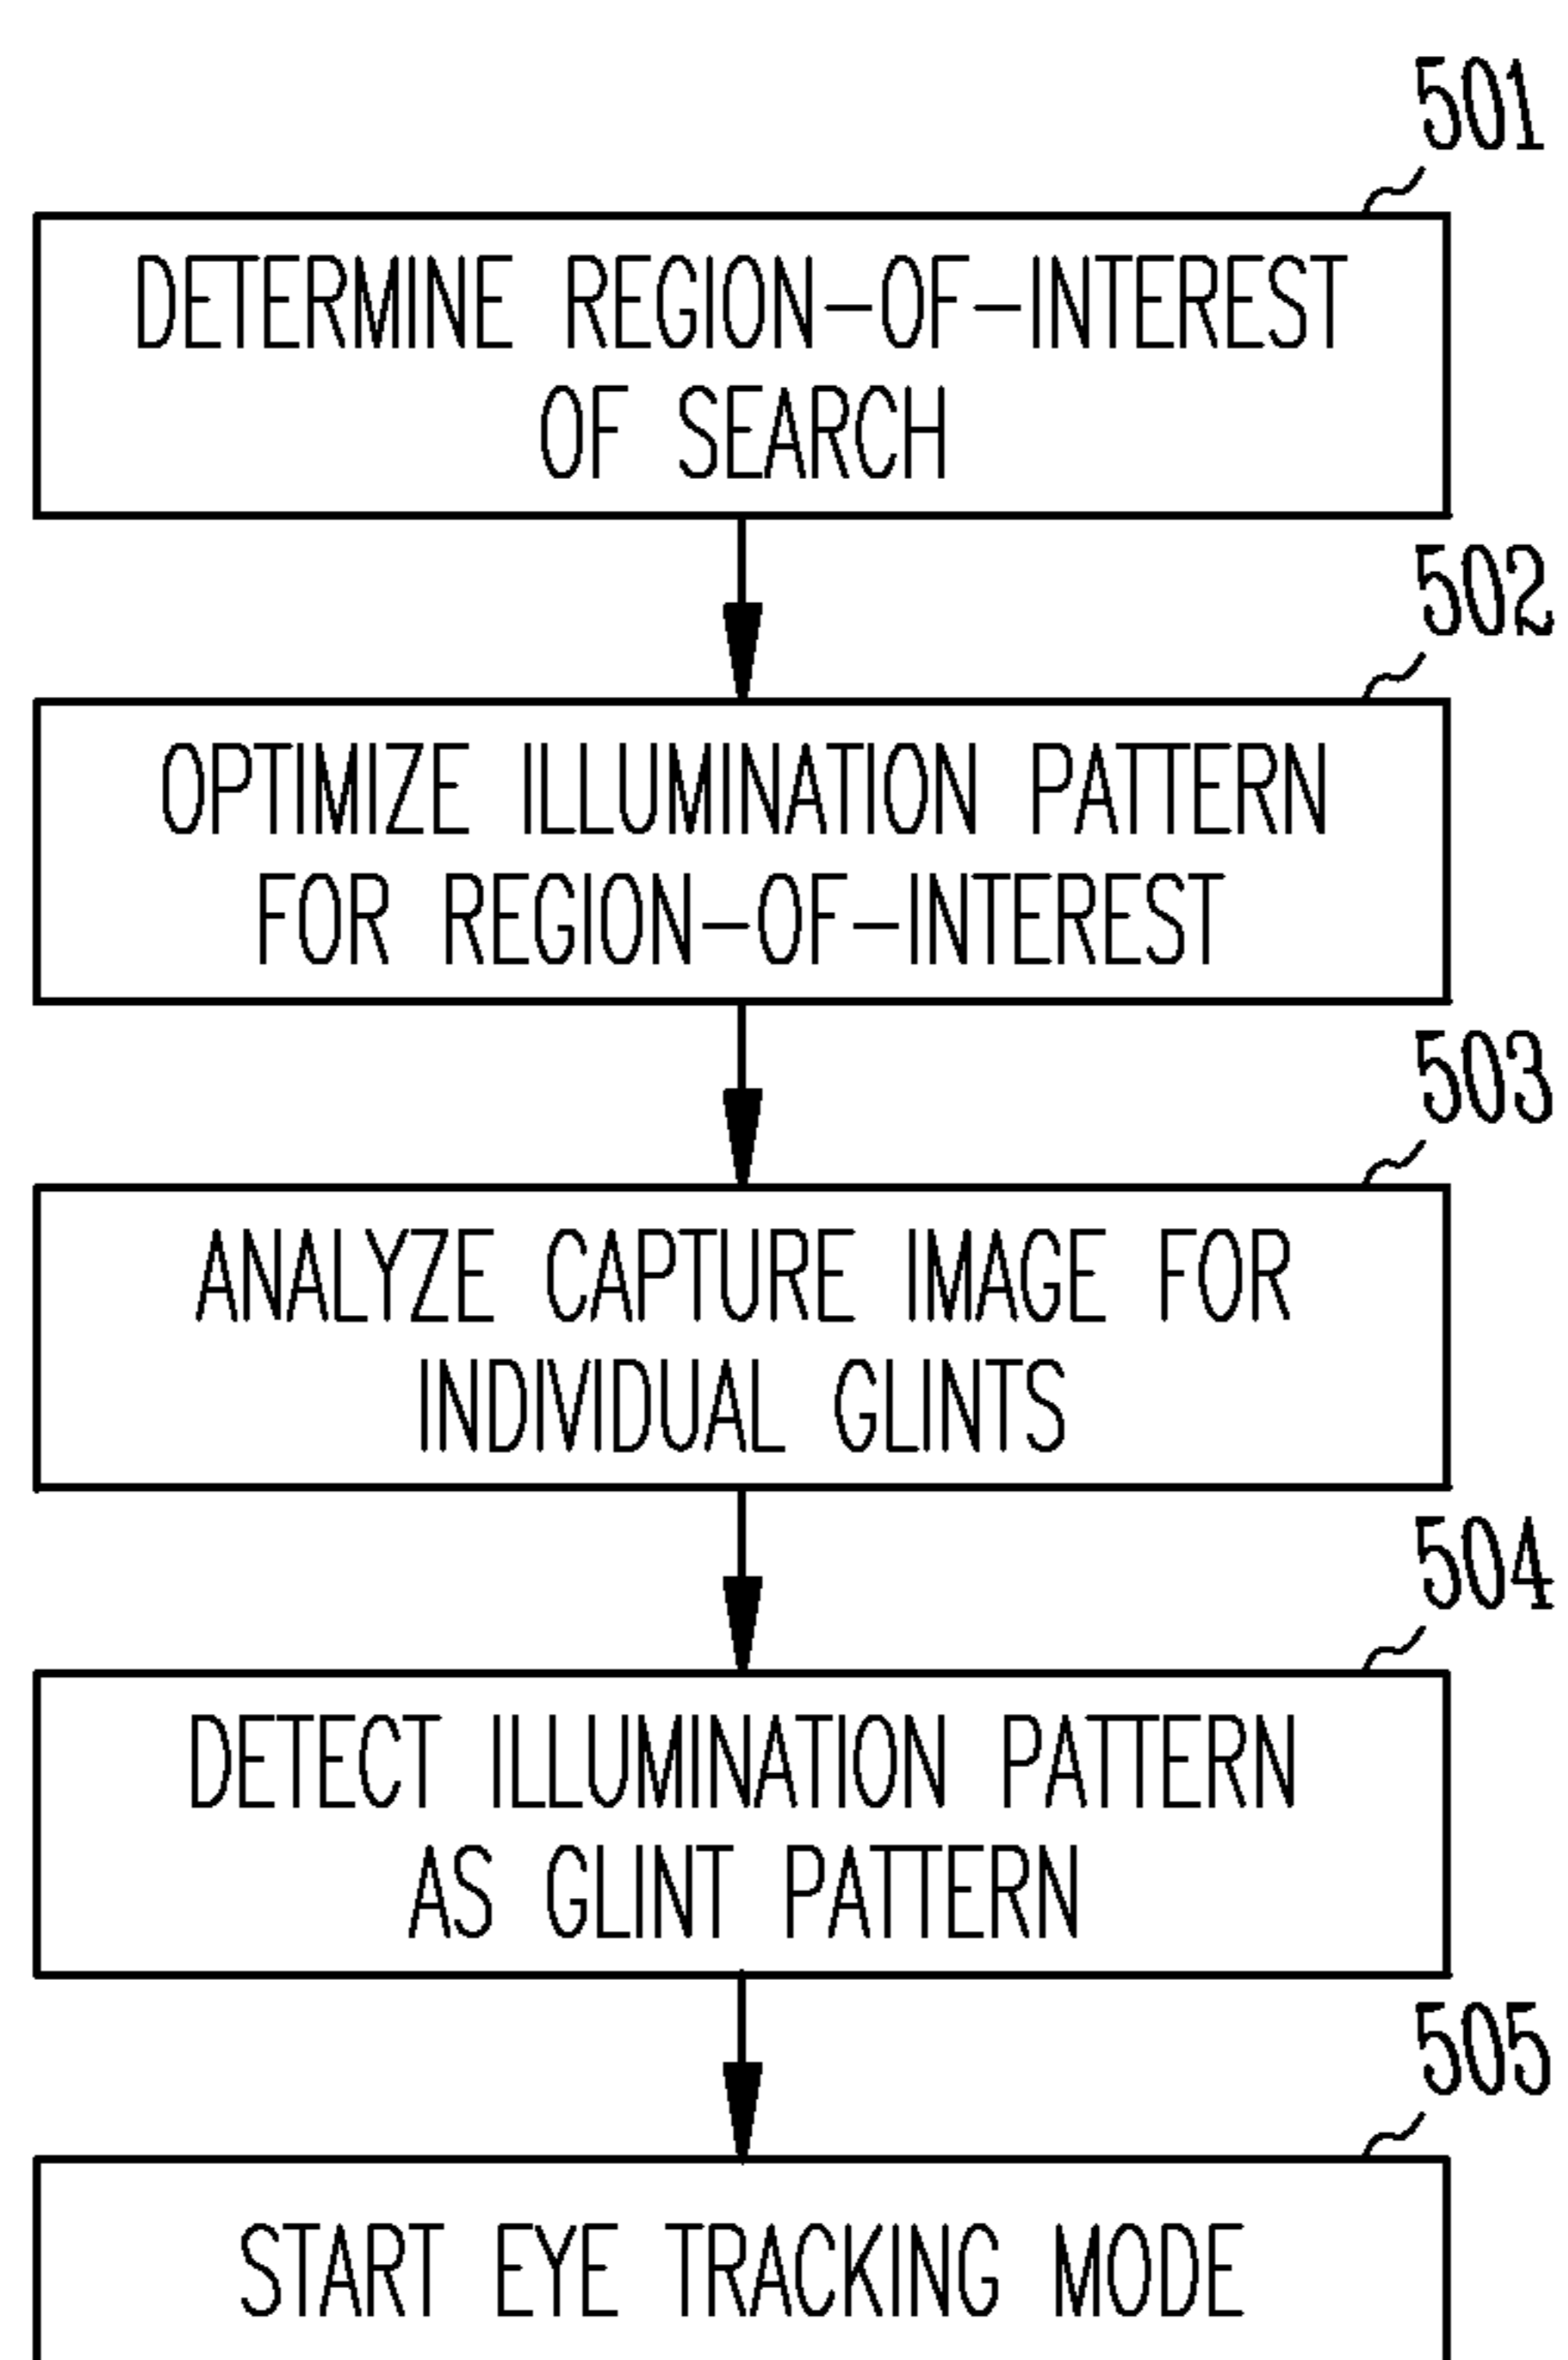 501
DETERMINE REGION-OF-INTEREST
OF SEARCH
502
OPTIMIZE ILLUMINATION PATTERN
FOR REGION-OF-INTEREST
503
ANALYZE CAPTURE IMAGE FOR
INDIVIDUAL GLINTS
504
DETECT ILLUMINATION PATTERN
AS GLINT PATTERN
505
START EYE TRACKING MODE